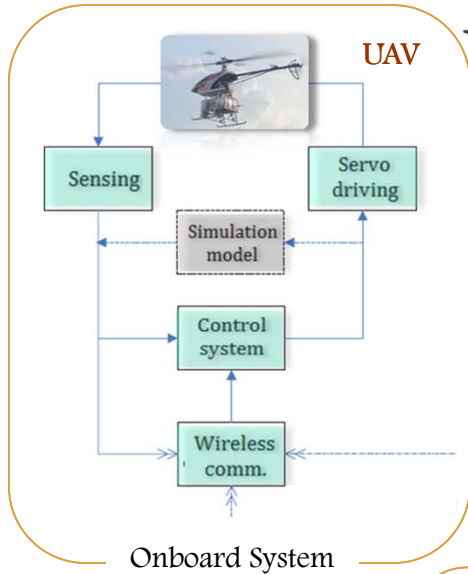 UAV
Sensing
Servo
driving
Simulation
model
Control
system
Wireless
comm.
Onboard System